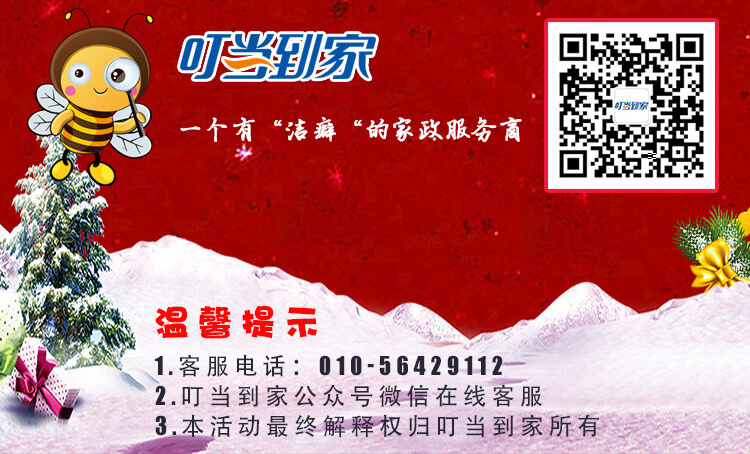 叮当到家
叮当到家
一个有“洁癖“的家政服务商
温馨提示
1.客服电话：010-56429112
2.叮当到家公众号微信在线客服
3.本活动最终解释权归叮当到家所有